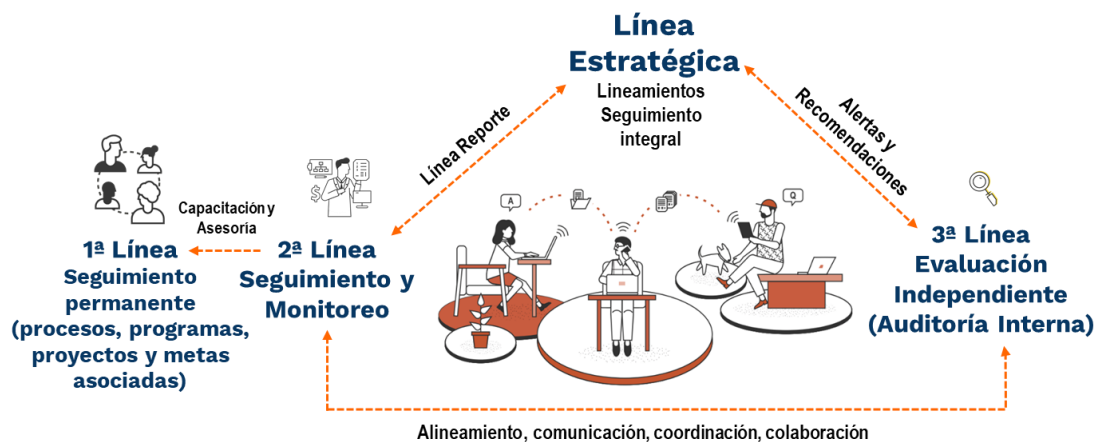 Línea
Estratégica
Lineamientos
Seguimiento
integral
Línea Reporte
Alertas y
Recomendaciones
Capacitación y
Asesoría
1ª Línea
Seguimiento
permanente
(procesos, programas,
proyectos y metas
asociadas)
2ª Línea
Seguimiento y
Monitoreo
A
Q
3ª Línea
Evaluación
Independiente
(Auditoría Interna)
Alineamiento, comunicación, coordinación, colaboración